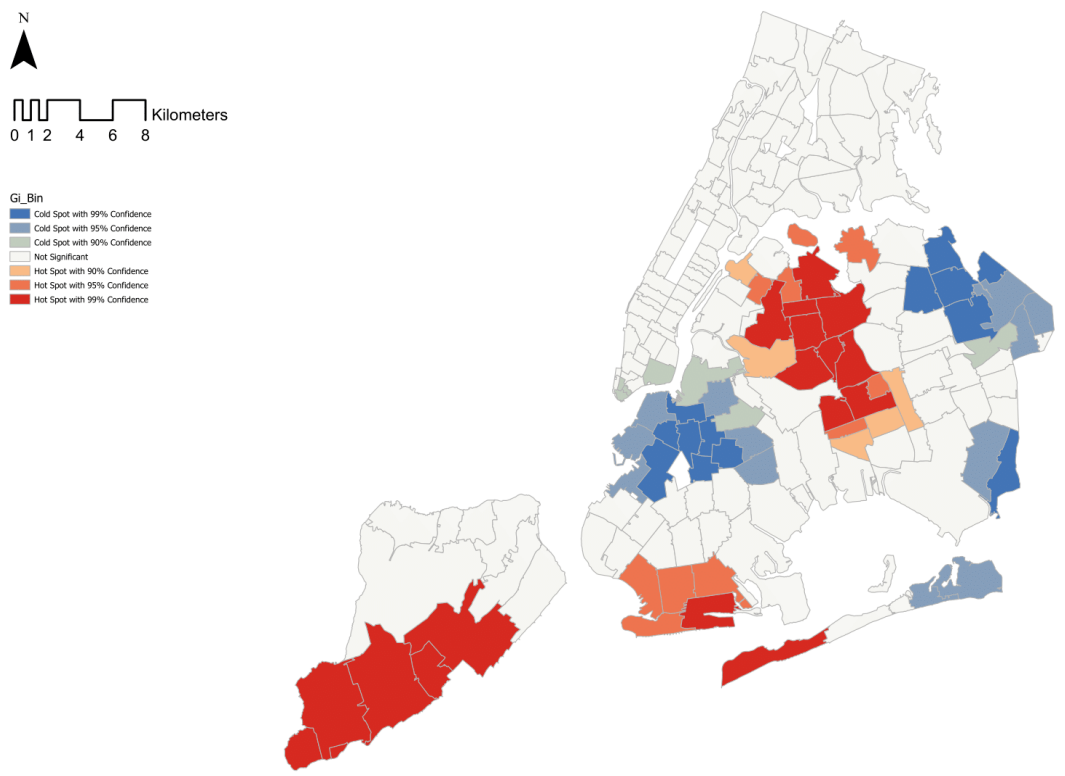 N
Kilometers
0 1 2 4 6 8
Gi_Bin
Cold Spot with 99% Confidence
Cold Spot with 95% Confidence
Cold Spot with 90% Confidence
Not Significant
Hot Spot with 90% Confidence
Hot Spot with 95% Confidence
Hot Spot with 99% Confidence